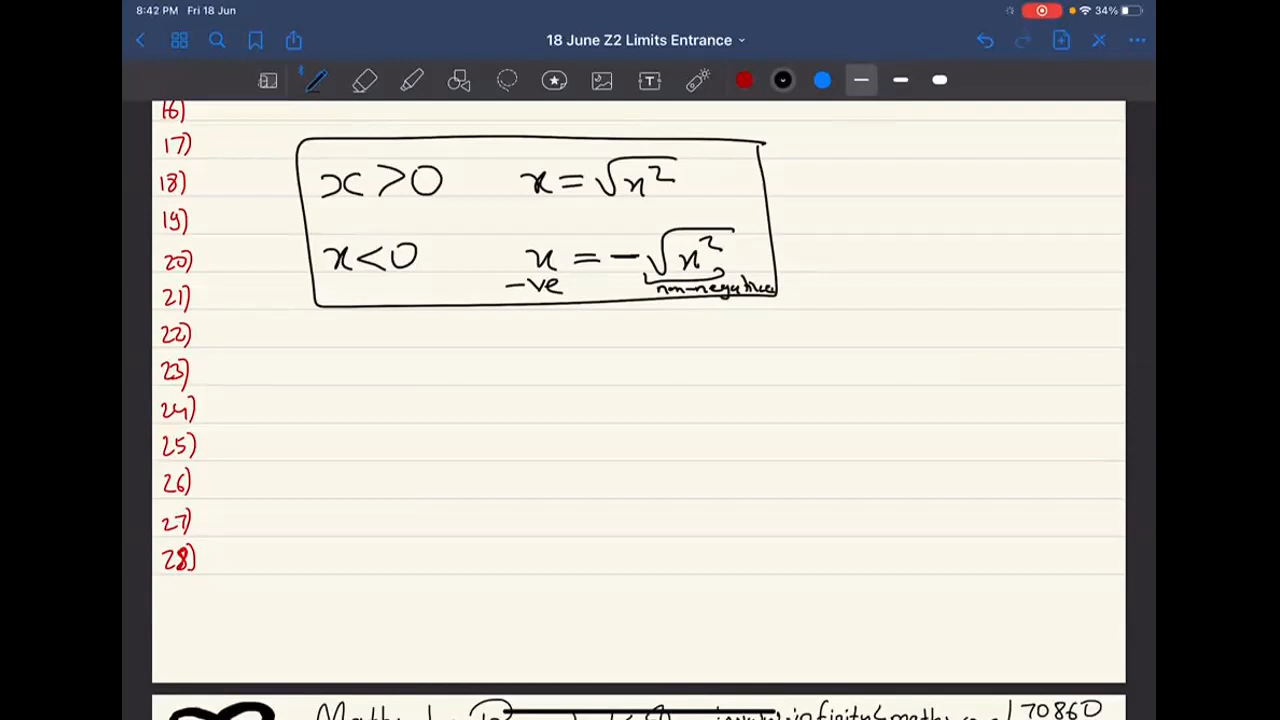 8:42 PM Fri 18 Jun
34%
18 June Z2 Limits Entrance
16)
17)
18) x > 0 x = √x²
19)
20) x < 0 x = -√x²
21) -ve non-negative
22)
23)
24)
25)
26)
27)
28)
170860